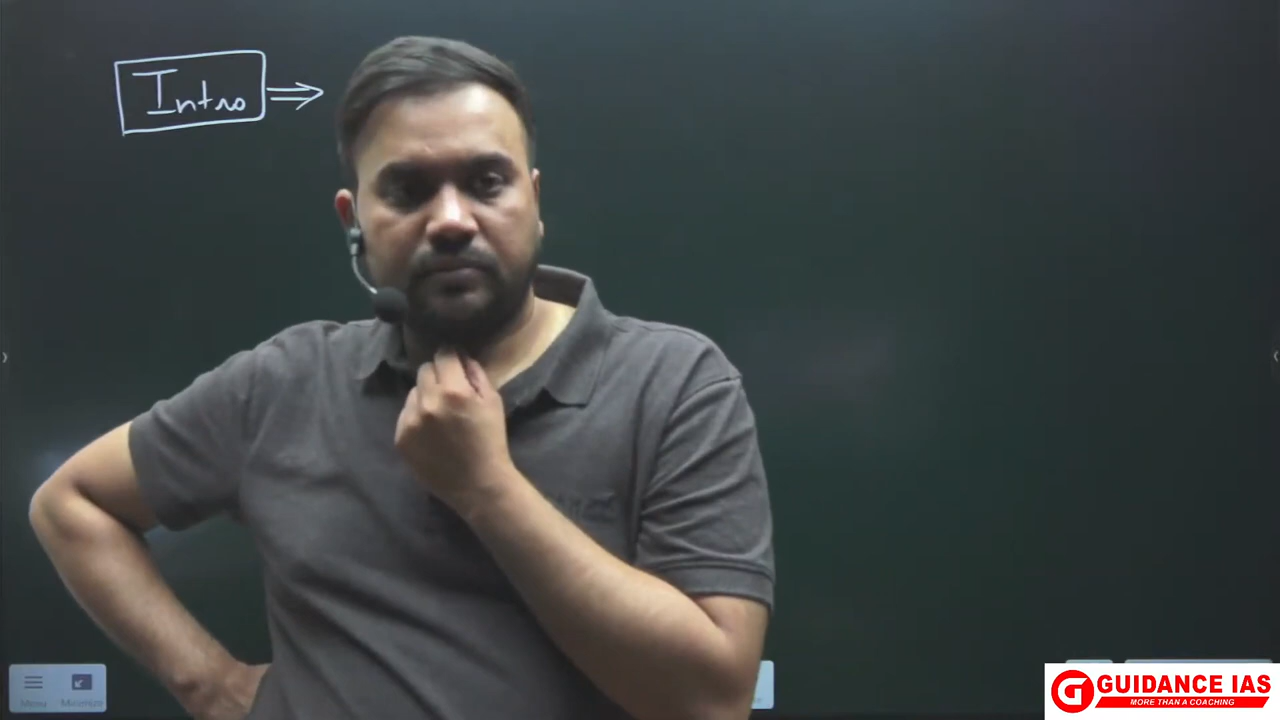 Intro
Menu
Minimize
GUIDANCE IAS
MORE THAN A COACHING